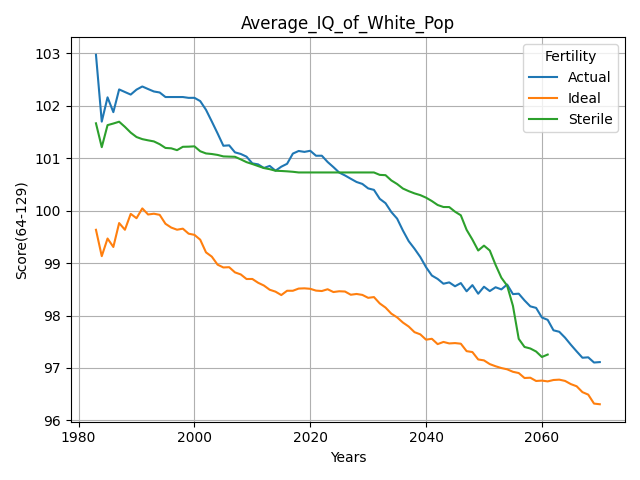 Average_IQ_of_White_Pop
Fertility
Actual
Ideal
Sterile
Score(64-129)
103
102
101
100
99
98
97
96
1980
2000
2020
2040
2060
Years